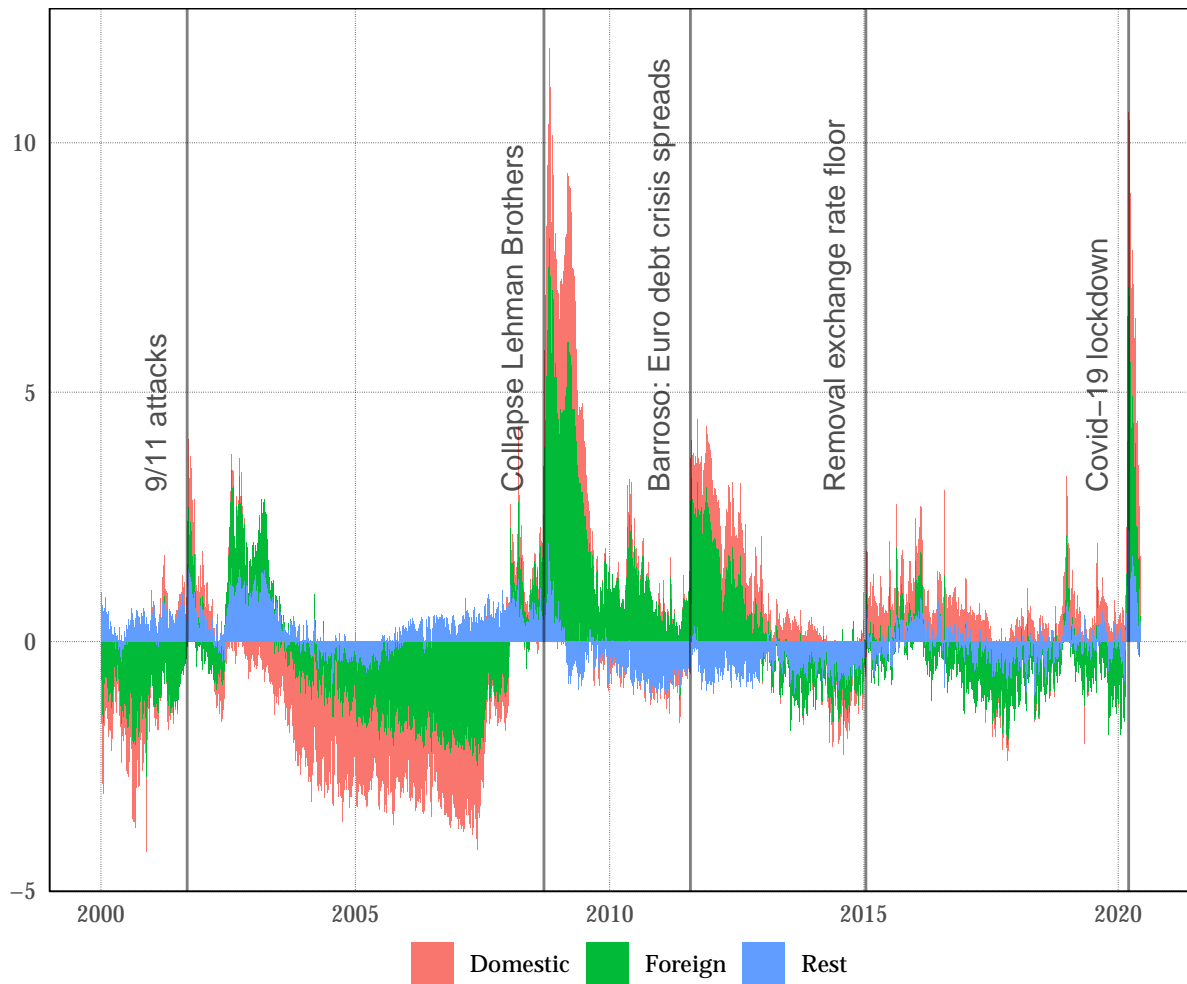 10
5
0
−5
9/11 attacks
Collapse Lehman Brothers
Barroso: Euro debt crisis spreads
Removal exchange rate floor
Covid−19 lockdown
2000
2005
2010
2015
2020
Domestic
Foreign
Rest